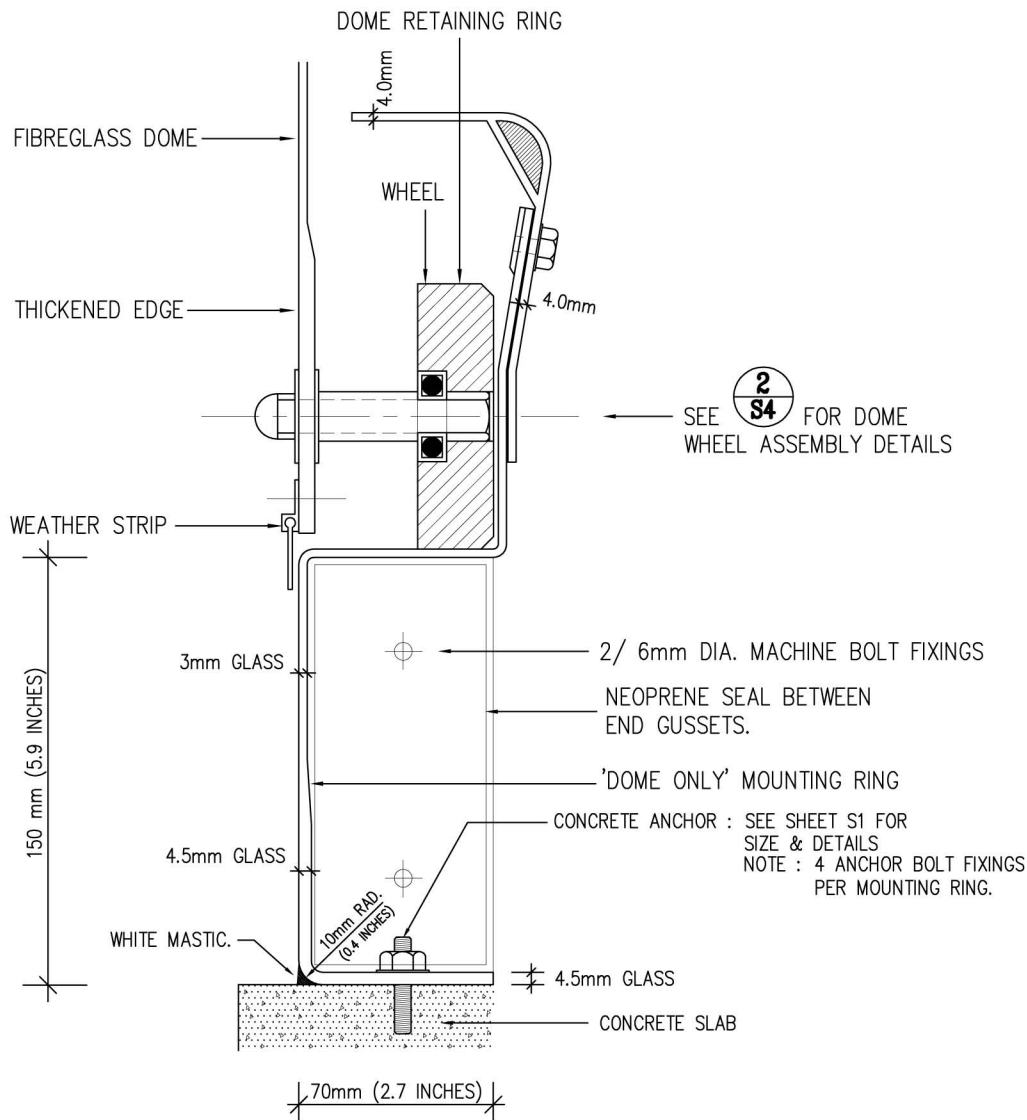 DOME RETAINING RING
4.0mm
FIBREGLASS DOME
WHEEL
THICKENED EDGE
4.0mm
2
S4
SEE FOR DOME
WHEEL ASSEMBLY DETAILS
WEATHER STRIP
3mm GLASS
2/ 6mm DIA. MACHINE BOLT FIXINGS
NEOPRENE SEAL BETWEEN
END GUSSETS.
150 mm (5.9 INCHES)
'DOME ONLY' MOUNTING RING
CONCRETE ANCHOR : SEE SHEET S1 FOR
SIZE & DETAILS
NOTE : 4 ANCHOR BOLT FIXINGS
PER MOUNTING RING.
4.5mm GLASS
10mm RAD.
(0.4 INCHES)
WHITE MASTIC.
4.5mm GLASS
CONCRETE SLAB
70mm (2.7 INCHES)